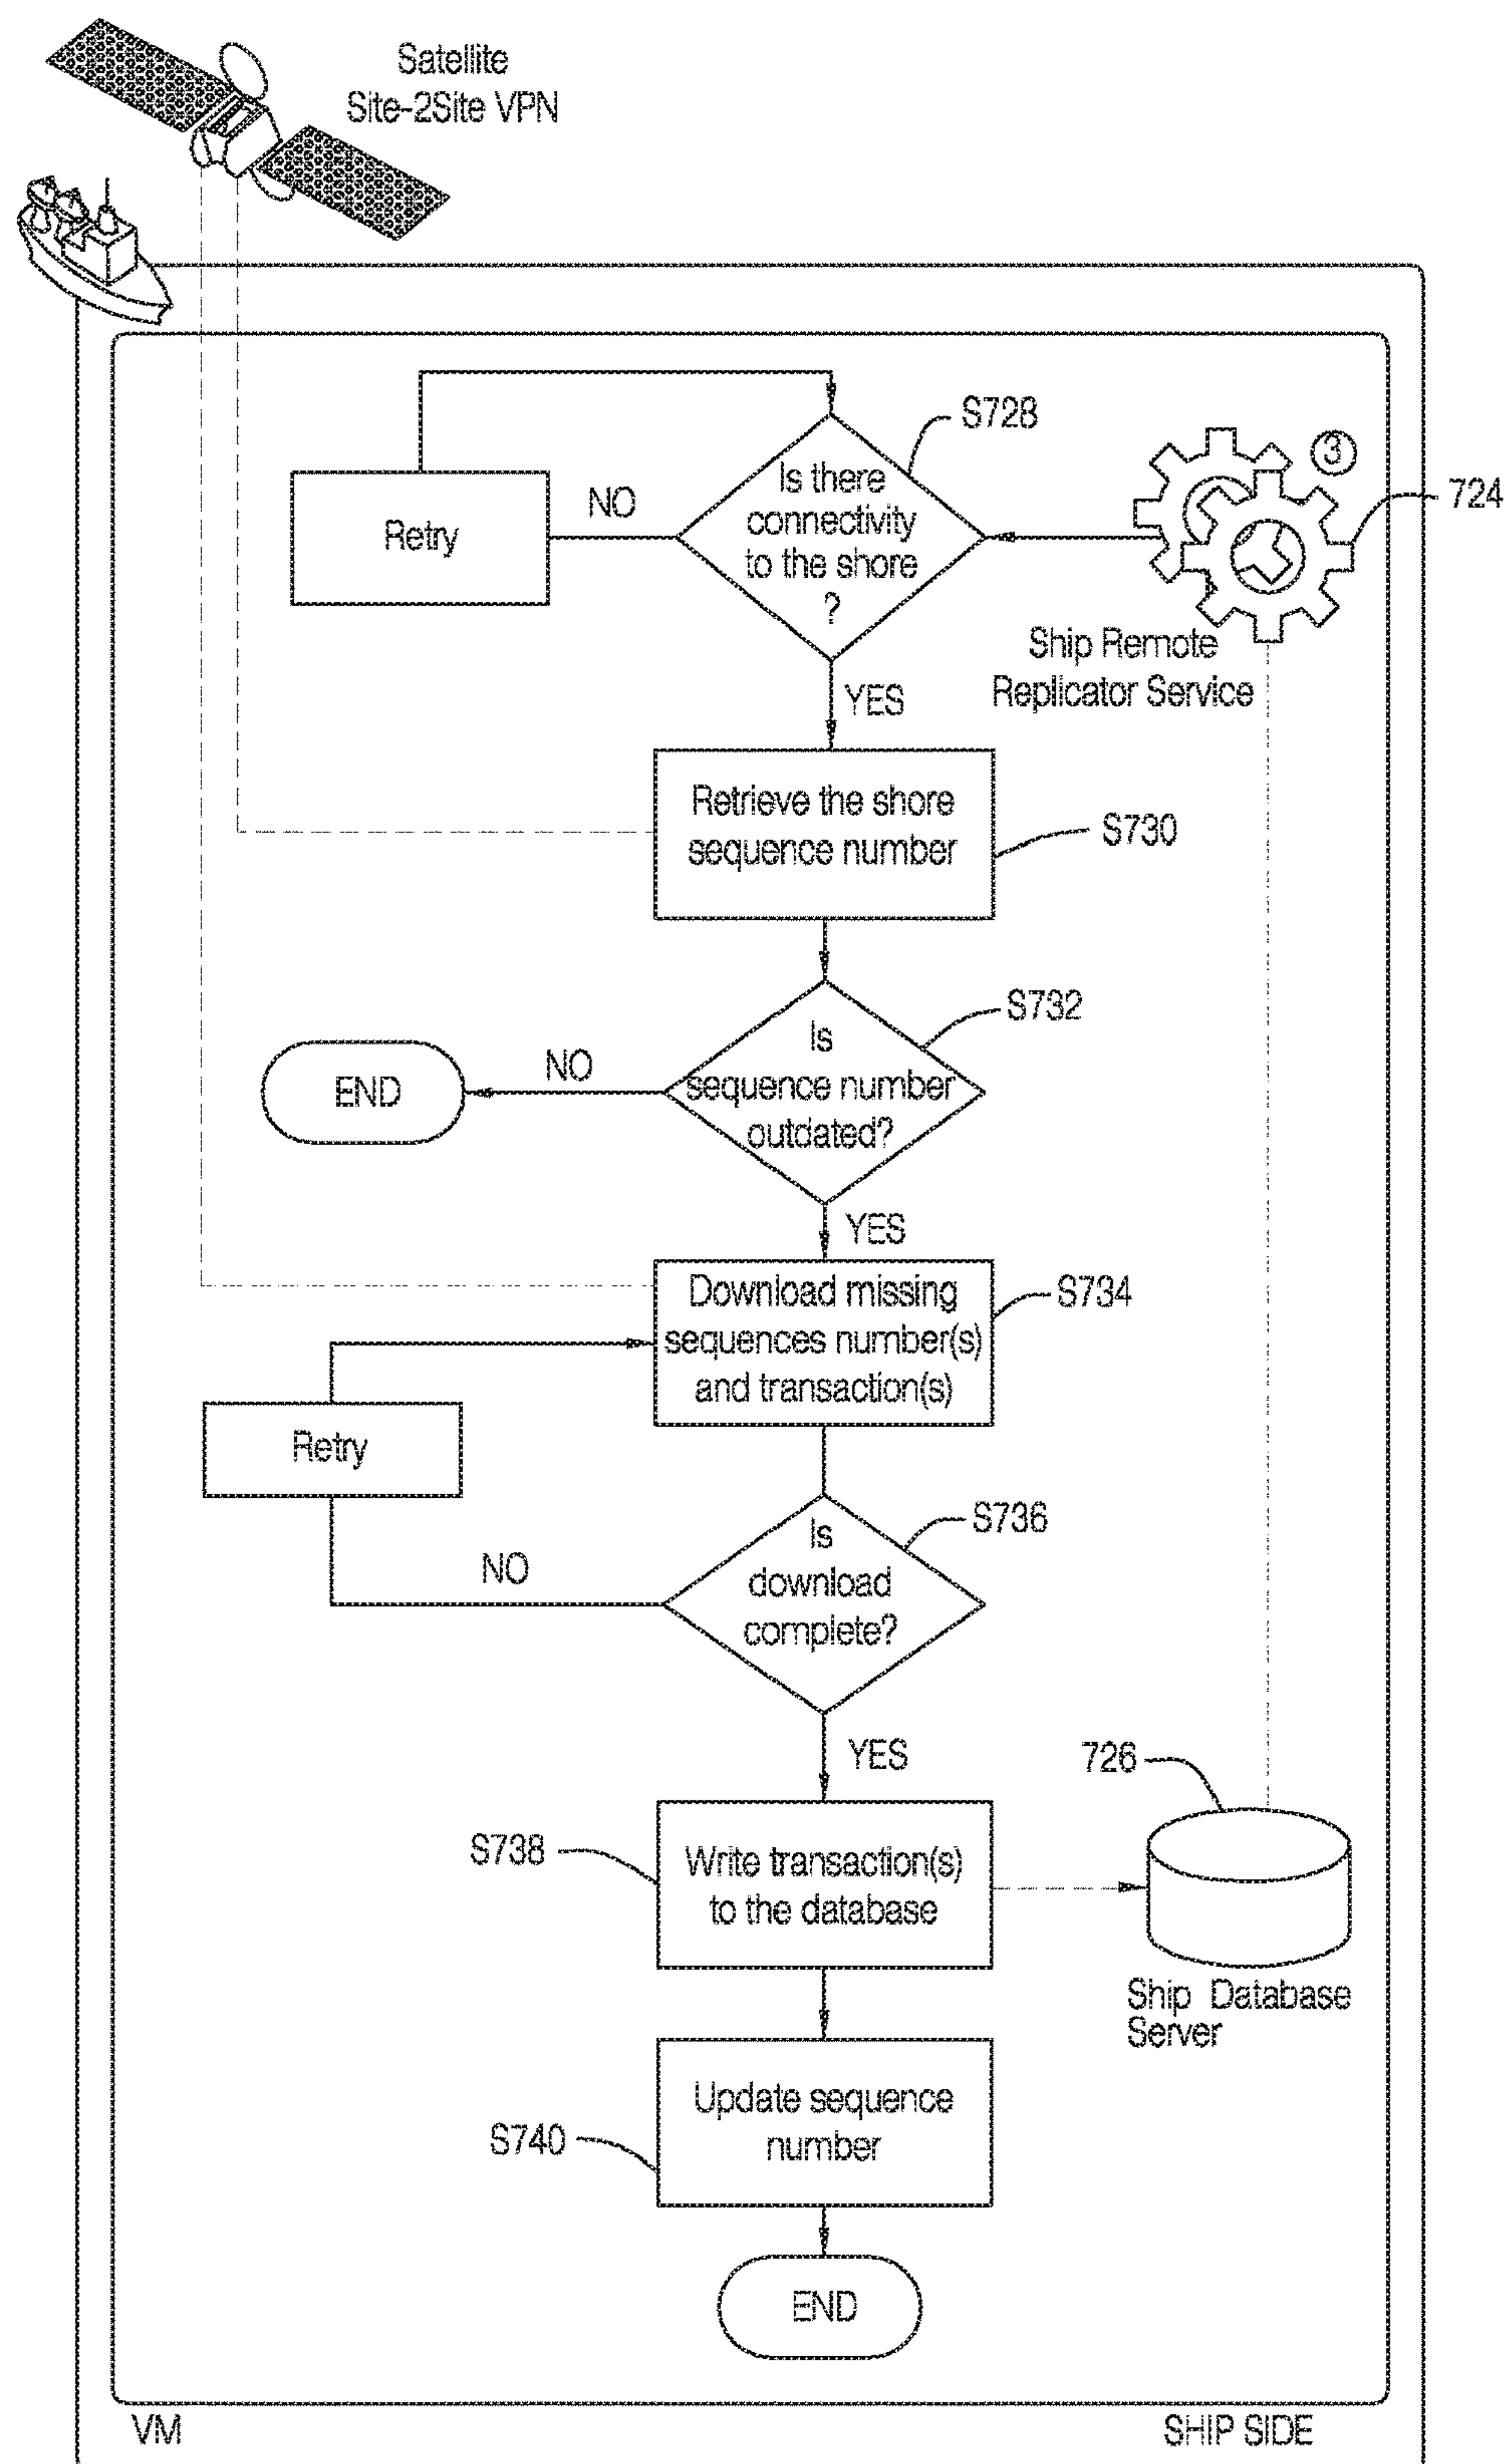 Satellite
Site-2Site VPN
S728
Is there
connectivity
to the shore
?
NO
Retry
3
724
Ship Remote
Replicator Service
YES
Retrieve the shore
sequence number
S730
S732
Is
sequence number
outdated?
NO
END
YES
Download missing
sequences number(s)
and transaction(s)
S734
Retry
S736
Is
download
complete?
NO
YES
726
S738
Write transaction(s)
to the database
Ship Database
Server
Update sequence
number
S740
END
VM
SHIP SIDE